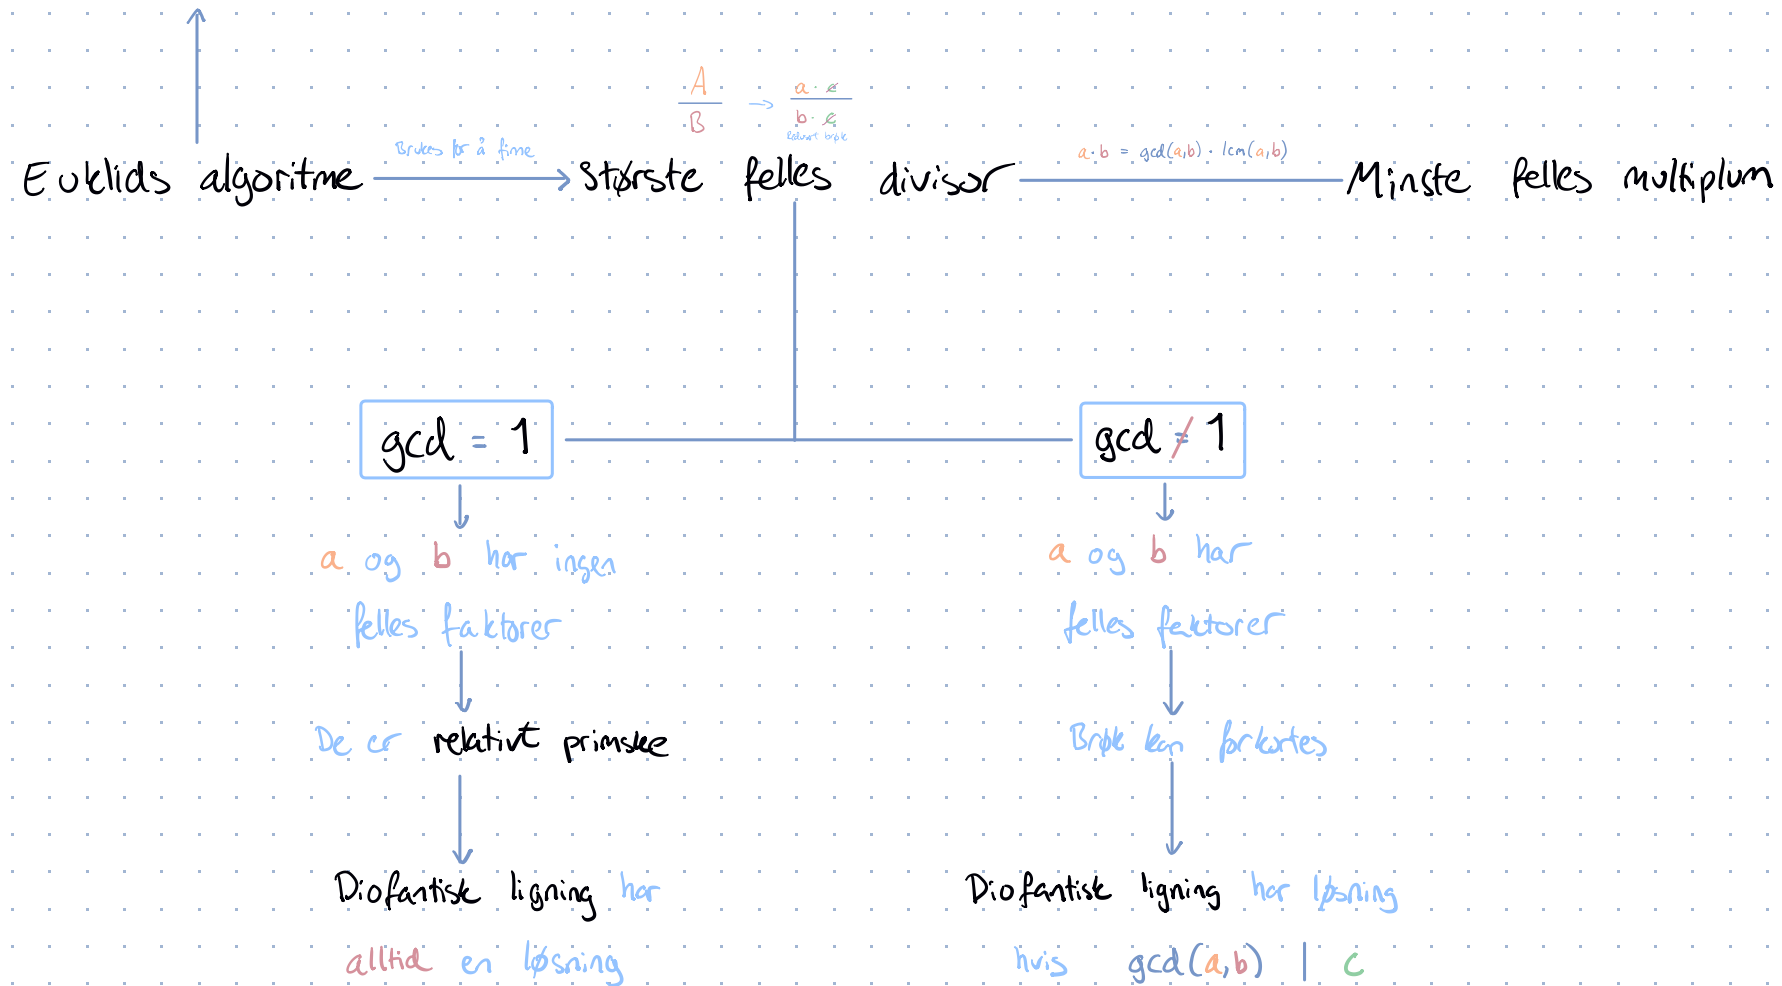 A/B → a · c / b · c
Redusert brøk
Brukes for å finne
a·b = gcd(a,b) · lcm(a,b)
Euklids algoritme → Største felles divisor — Minste felles multiplum
gcd = 1
gcd ≠ 1
a og b har ingen
felles faktorer
a og b har
felles faktorer
De er relativt primske
Brøk kan forkortes
Diofantisk ligning har
alltid en løsning
Diofantisk ligning har løsning
hvis gcd(a,b) | c